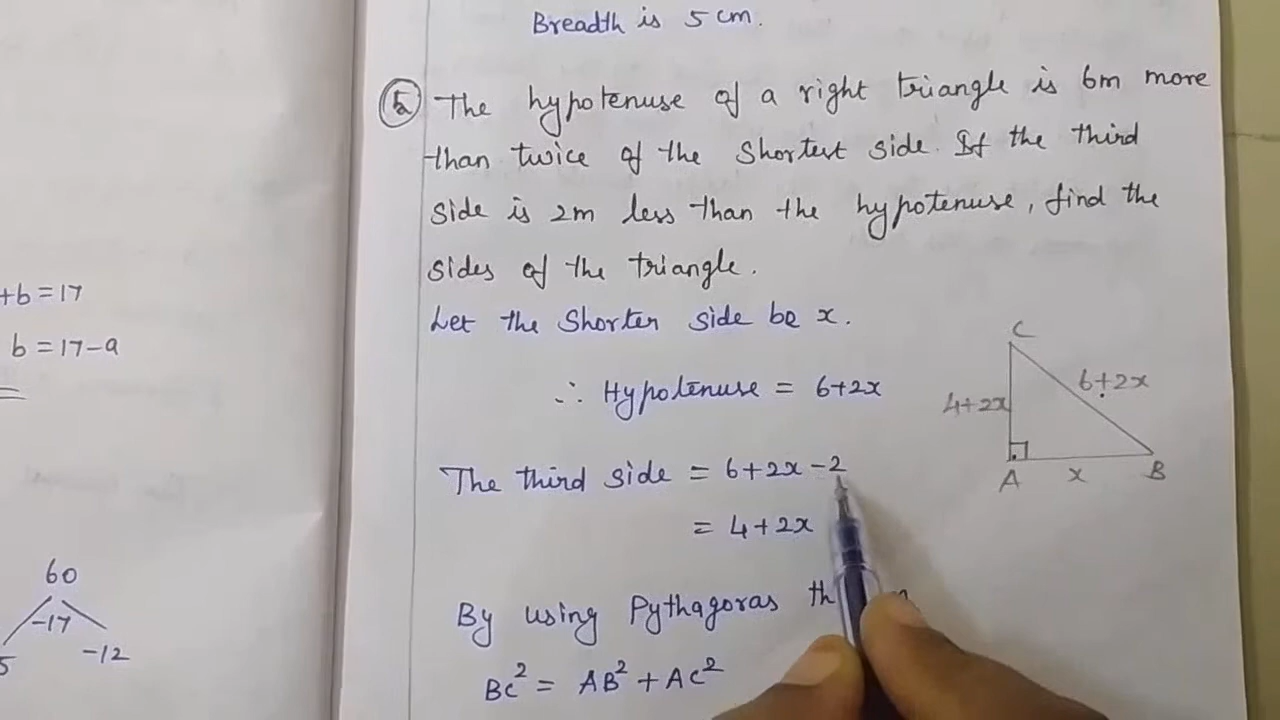 Breadth is 5 cm.
5 The hypotenuse of a right triangle is 6m more
than twice of the shortest side. If the third
side is 2m less than the hypotenuse, find the
sides of the triangle.
Let the shorter side be x.
∴ Hypotenuse = 6+2x
The third side = 6+2x-2
= 4+2x
By using Pythagoras
BC² = AB² + AC²
C
6+2x
4+2x
A x B
+b = 17
b = 17-a
60
-17
5 -12